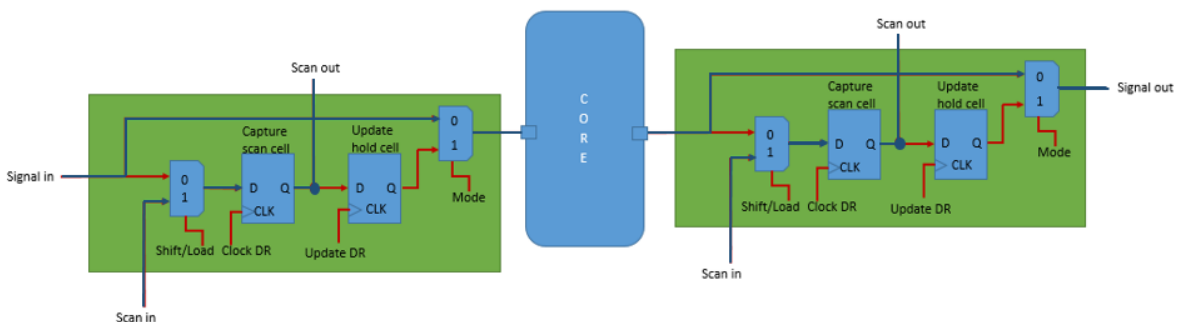 Scan out
Capture
scan cell
Update
hold cell
0
1
Signal in
0
1
D
Q
CLK
D
Q
CLK
Mode
Shift/Load
Clock DR
Update DR
Scan in
CORE
Scan out
Capture
scan cell
Update
hold cell
0
1
Signal out
0
1
D
Q
CLK
D
Q
CLK
Mode
Shift/Load
Clock DR
Update DR
Scan in